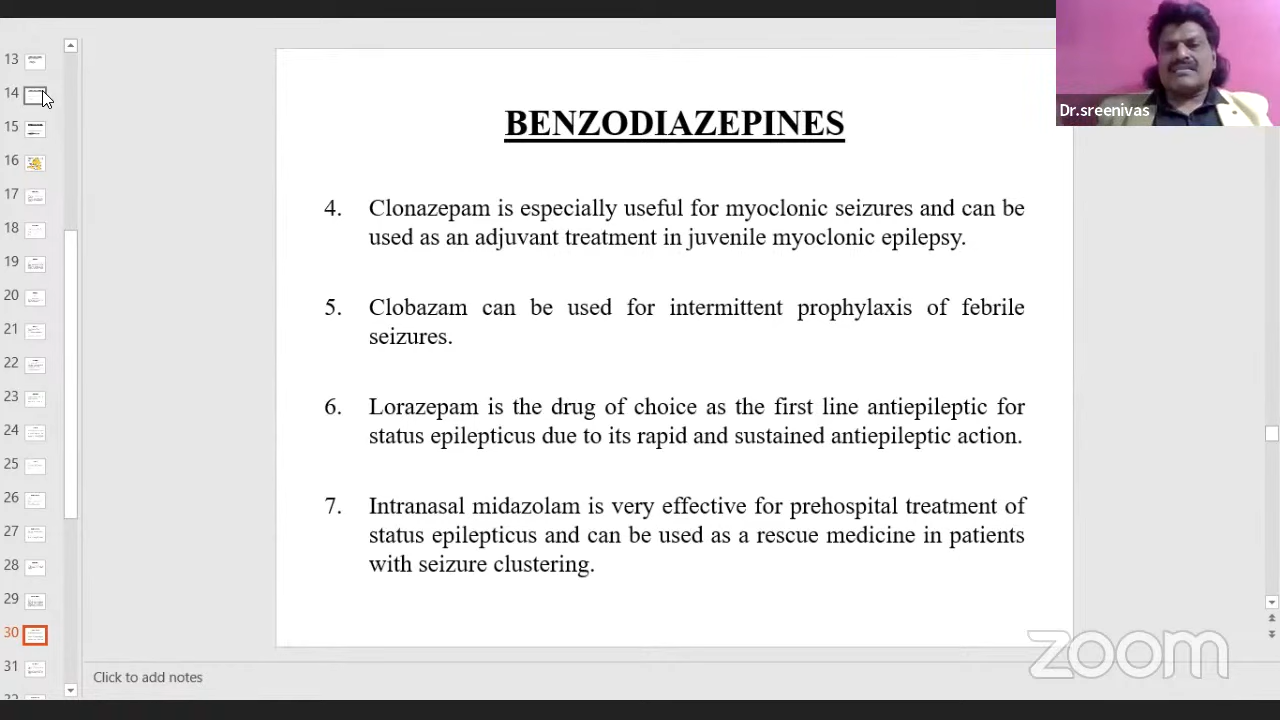 13
14
15
16
17
18
19
20
21
22
23
24
25
26
27
28
29
30
31
Dr.sreenivas
BENZODIAZEPINES
4. Clonazepam is especially useful for myoclonic seizures and can be
used as an adjuvant treatment in juvenile myoclonic epilepsy.
5. Clobazam can be used for intermittent prophylaxis of febrile
seizures.
6. Lorazepam is the drug of choice as the first line antiepileptic for
status epilepticus due to its rapid and sustained antiepileptic action.
7. Intranasal midazolam is very effective for prehospital treatment of
status epilepticus and can be used as a rescue medicine in patients
with seizure clustering.
zoom
Click to add notes